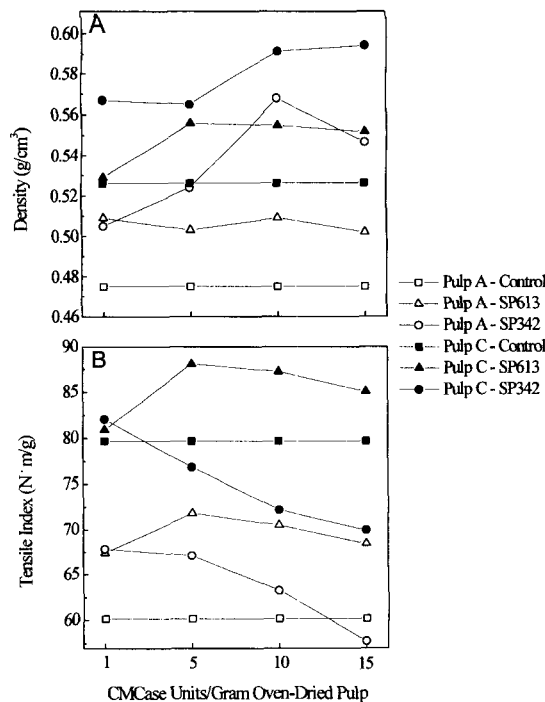 A
0.60
0.58
0.56
0.54
0.52
0.50
0.48
0.46
Density (g/cm³)
Pulp A - Control
Pulp A - SP613
Pulp A - SP342
Pulp C - Control
Pulp C - SP613
Pulp C - SP342
B
90
85
80
75
70
65
60
Tensile Index (N· m/g)
1 5 10 15
CMCase Units/Gram Oven-Dried Pulp